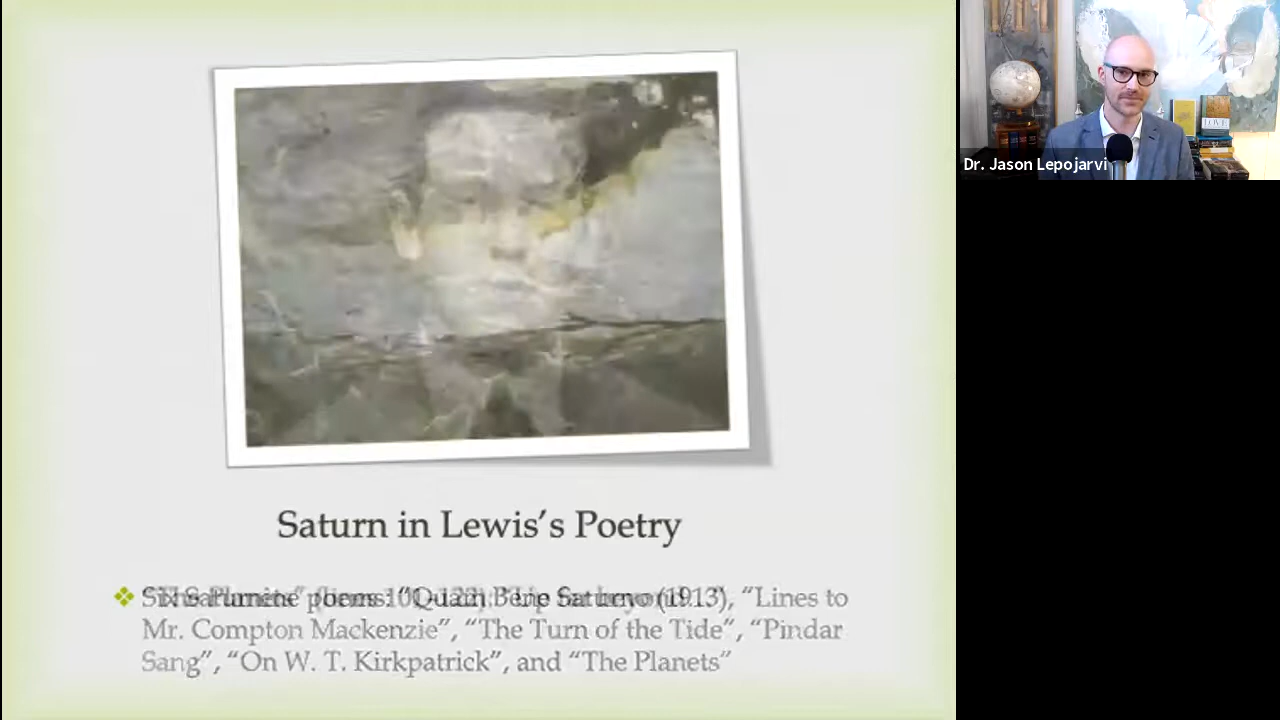 Dr. Jason Lepojarvi
LOVE
Saturn in Lewis's Poetry
❖ Six Saturnine poems: "Quam Bene Saturno (1913), "Lines to
Mr. Compton Mackenzie", "The Turn of the Tide", "Pindar
Sang", "On W. T. Kirkpatrick", and "The Planets"